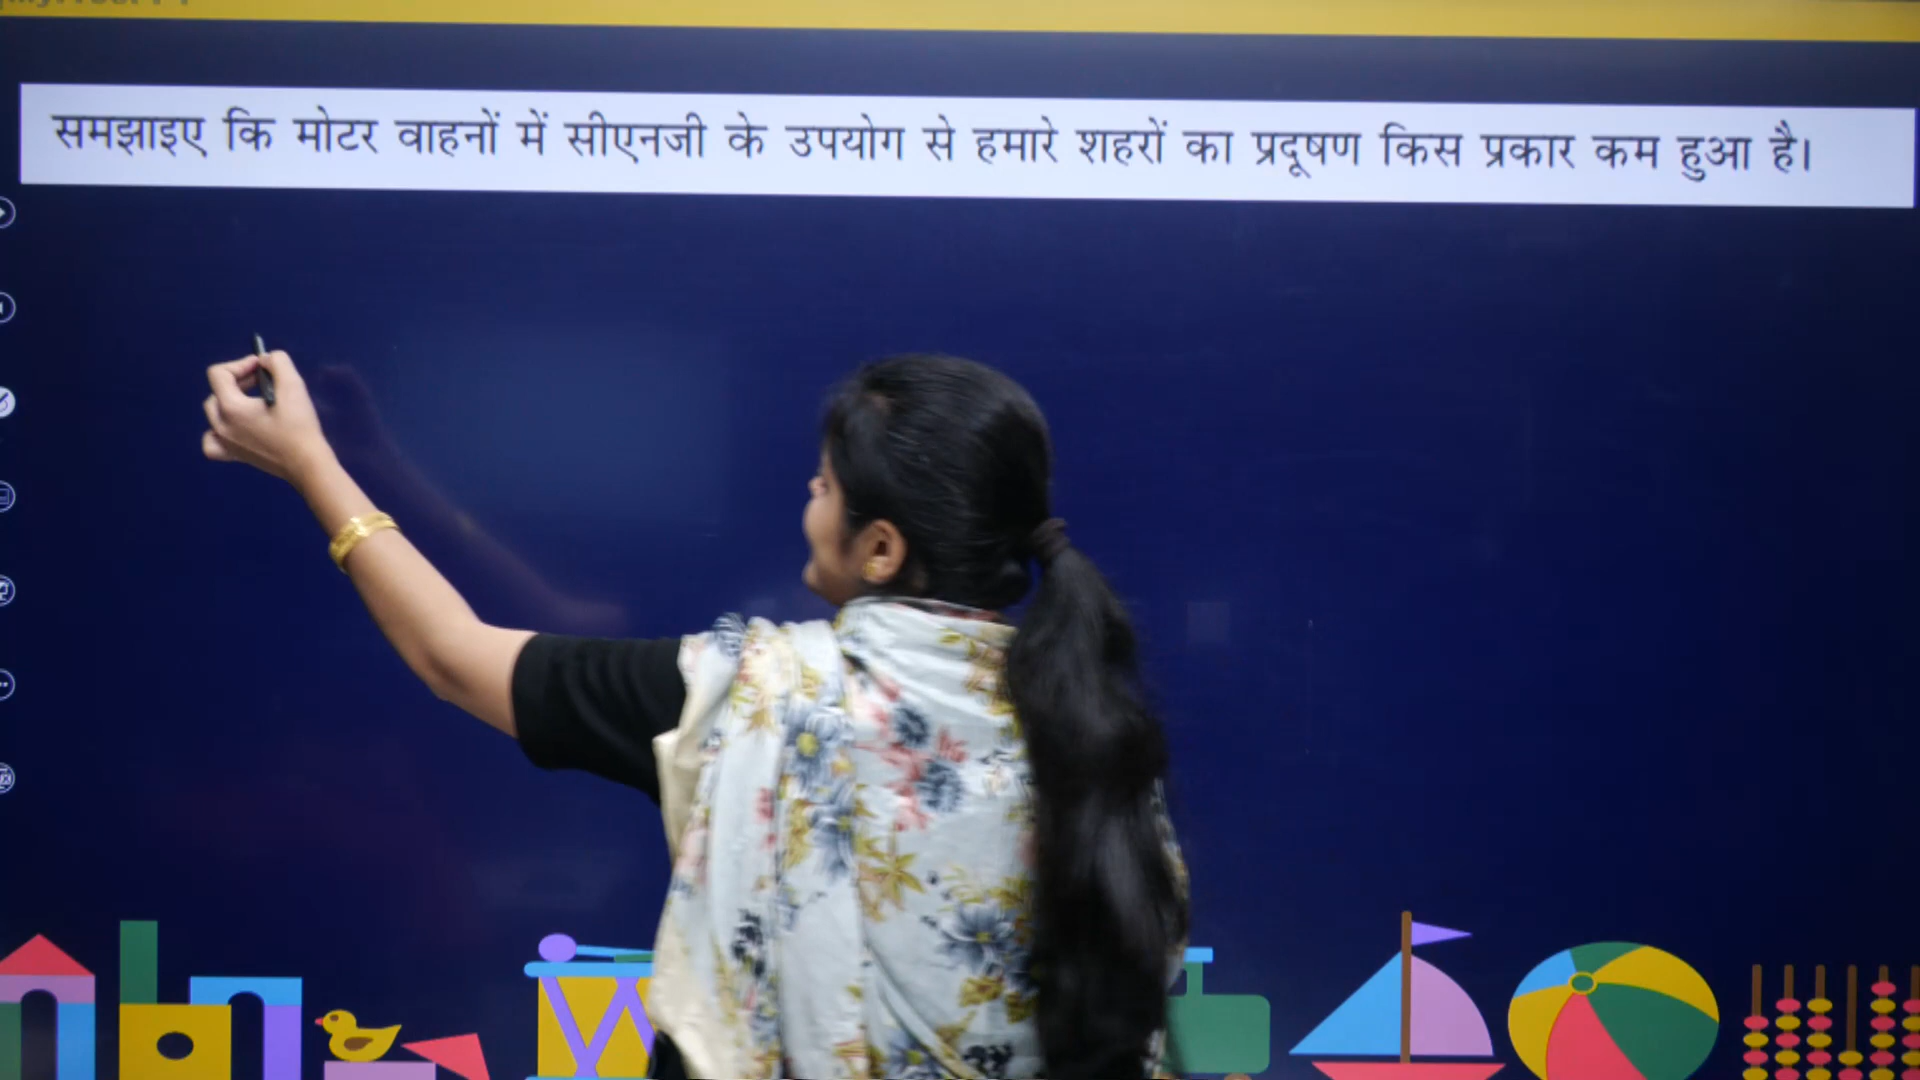 समझाइए कि मोटर वाहनों में सीएनजी के उपयोग से हमारे शहरों का प्रदूषण किस प्रकार कम हुआ है।